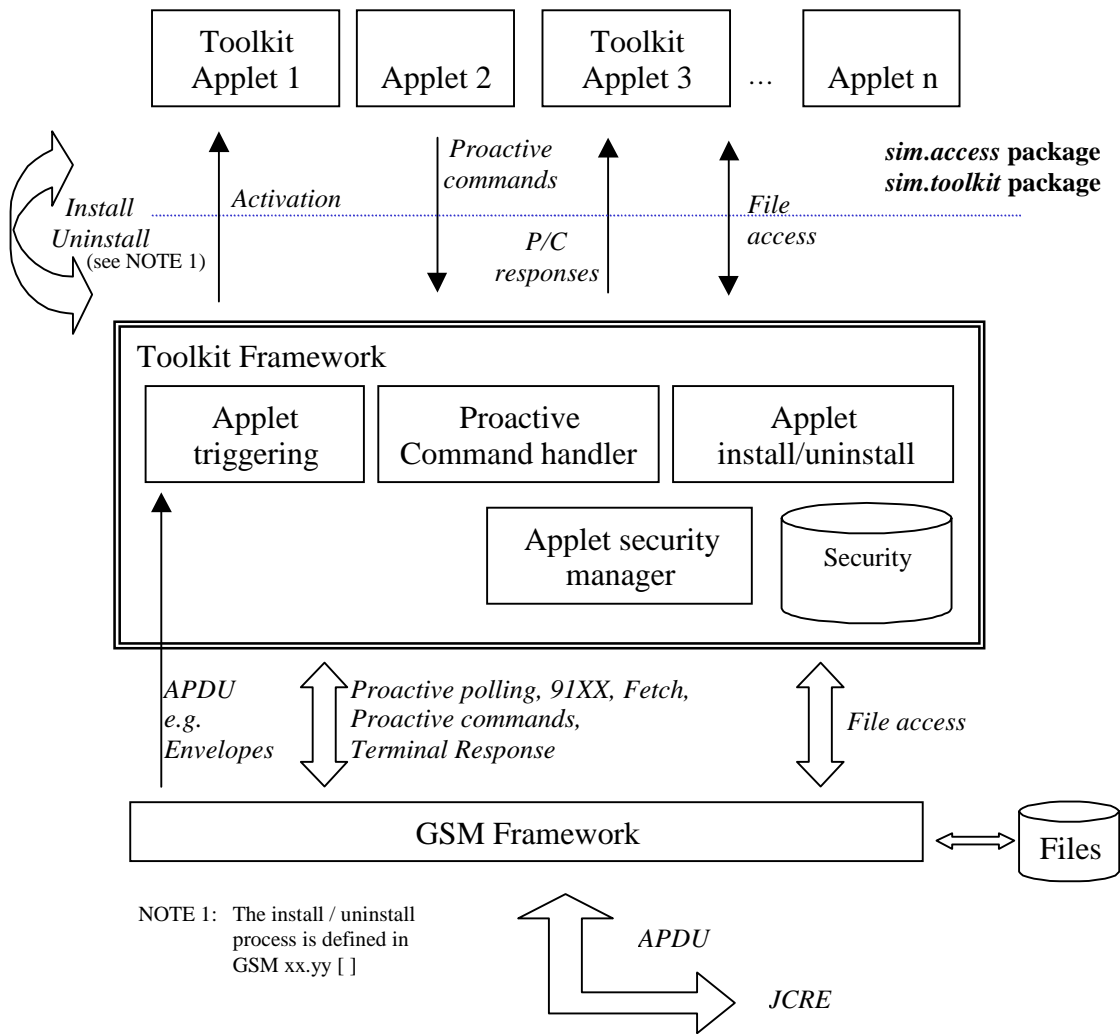 Toolkit
Applet 1
Applet 2
Toolkit
Applet 3
...
Applet n
Install
Uninstall
(see NOTE 1)
Activation
Proactive
commands
P/C
responses
File
access
sim.access package
sim.toolkit package
Toolkit Framework
Applet
triggering
Proactive
Command handler
Applet
install/uninstall
Applet security
manager
Security
APDU
e.g.
Envelopes
Proactive polling, 91XX, Fetch,
Proactive commands,
Terminal Response
File access
GSM Framework
Files
NOTE 1: The install / uninstall
process is defined in
GSM xx.yy [ ]
APDU
JCRE